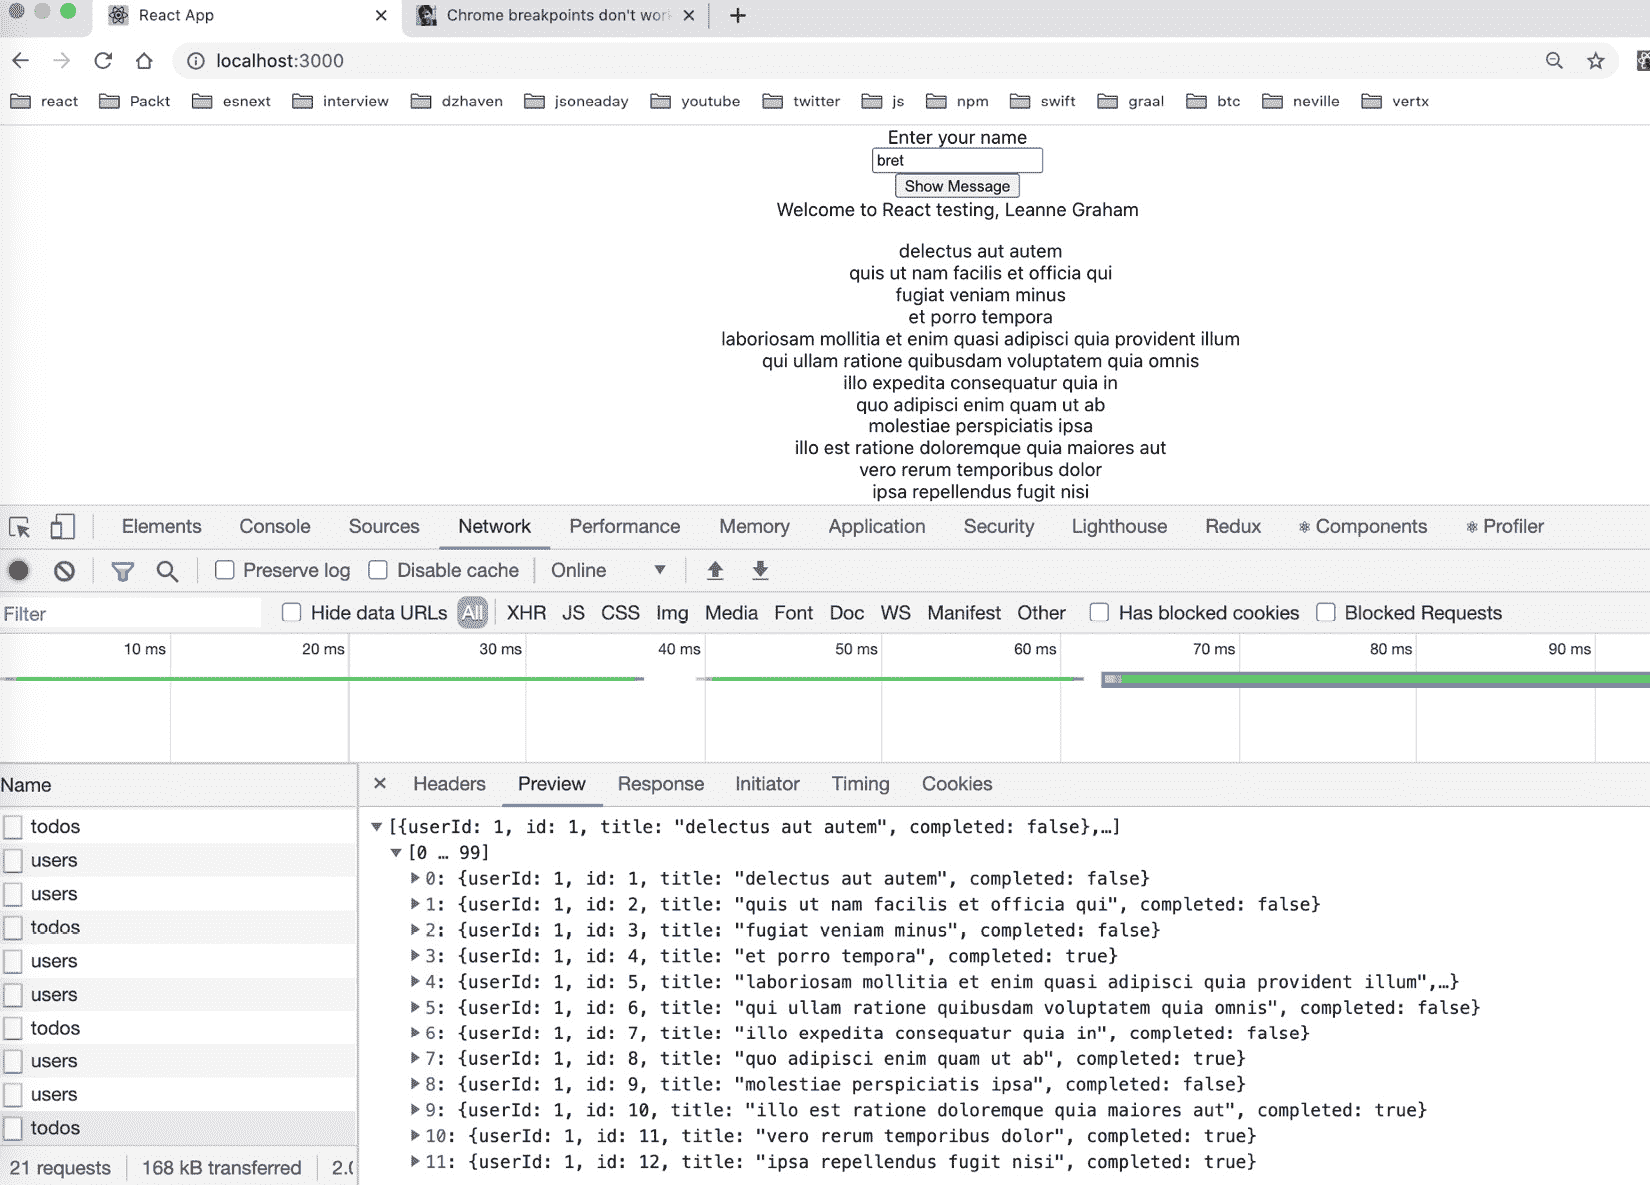 React App
Chrome breakpoints don't wor
localhost:3000
react Packt esnext interview dzhaven jsoneaday youtube twitter js npm swift graal btc neville vertx
Enter your name
bret
Show Message
Welcome to React testing, Leanne Graham
delectus aut autem
quis ut nam facilis et officia qui
fugiat veniam minus
et porro tempora
laboriosam mollitia et enim quasi adipisci quia provident illum
qui ullam ratione quibusdam voluptatem quia omnis
illo expedita consequatur quia in
quo adipisci enim quam ut ab
molestiae perspiciatis ipsa
illo est ratione doloremque quia maiores aut
vero rerum temporibus dolor
ipsa repellendus fugit nisi
Elements Console Sources Network Performance Memory Application Security Lighthouse Redux Components Profiler
Preserve log Disable cache Online
Filter Hide data URLs All XHR JS CSS Img Media Font Doc WS Manifest Other Has blocked cookies Blocked Requests
10 ms 20 ms 30 ms 40 ms 50 ms 60 ms 70 ms 80 ms 90 ms
Name
todos
users
users
todos
users
users
todos
users
users
todos
21 requests 168 kB transferred 2.0
Headers Preview Response Initiator Timing Cookies
[{userId: 1, id: 1, title: "delectus aut autem", completed: false},…]
[0 … 99]
0: {userId: 1, id: 1, title: "delectus aut autem", completed: false}
1: {userId: 1, id: 2, title: "quis ut nam facilis et officia qui", completed: false}
2: {userId: 1, id: 3, title: "fugiat veniam minus", completed: false}
3: {userId: 1, id: 4, title: "et porro tempora", completed: true}
4: {userId: 1, id: 5, title: "laboriosam mollitia et enim quasi adipisci quia provident illum",…}
5: {userId: 1, id: 6, title: "qui ullam ratione quibusdam voluptatem quia omnis", completed: false}
6: {userId: 1, id: 7, title: "illo expedita consequatur quia in", completed: false}
7: {userId: 1, id: 8, title: "quo adipisci enim quam ut ab", completed: true}
8: {userId: 1, id: 9, title: "molestiae perspiciatis ipsa", completed: false}
9: {userId: 1, id: 10, title: "illo est ratione doloremque quia maiores aut", completed: true}
10: {userId: 1, id: 11, title: "vero rerum temporibus dolor", completed: true}
11: {userId: 1, id: 12, title: "ipsa repellendus fugit nisi", completed: true}